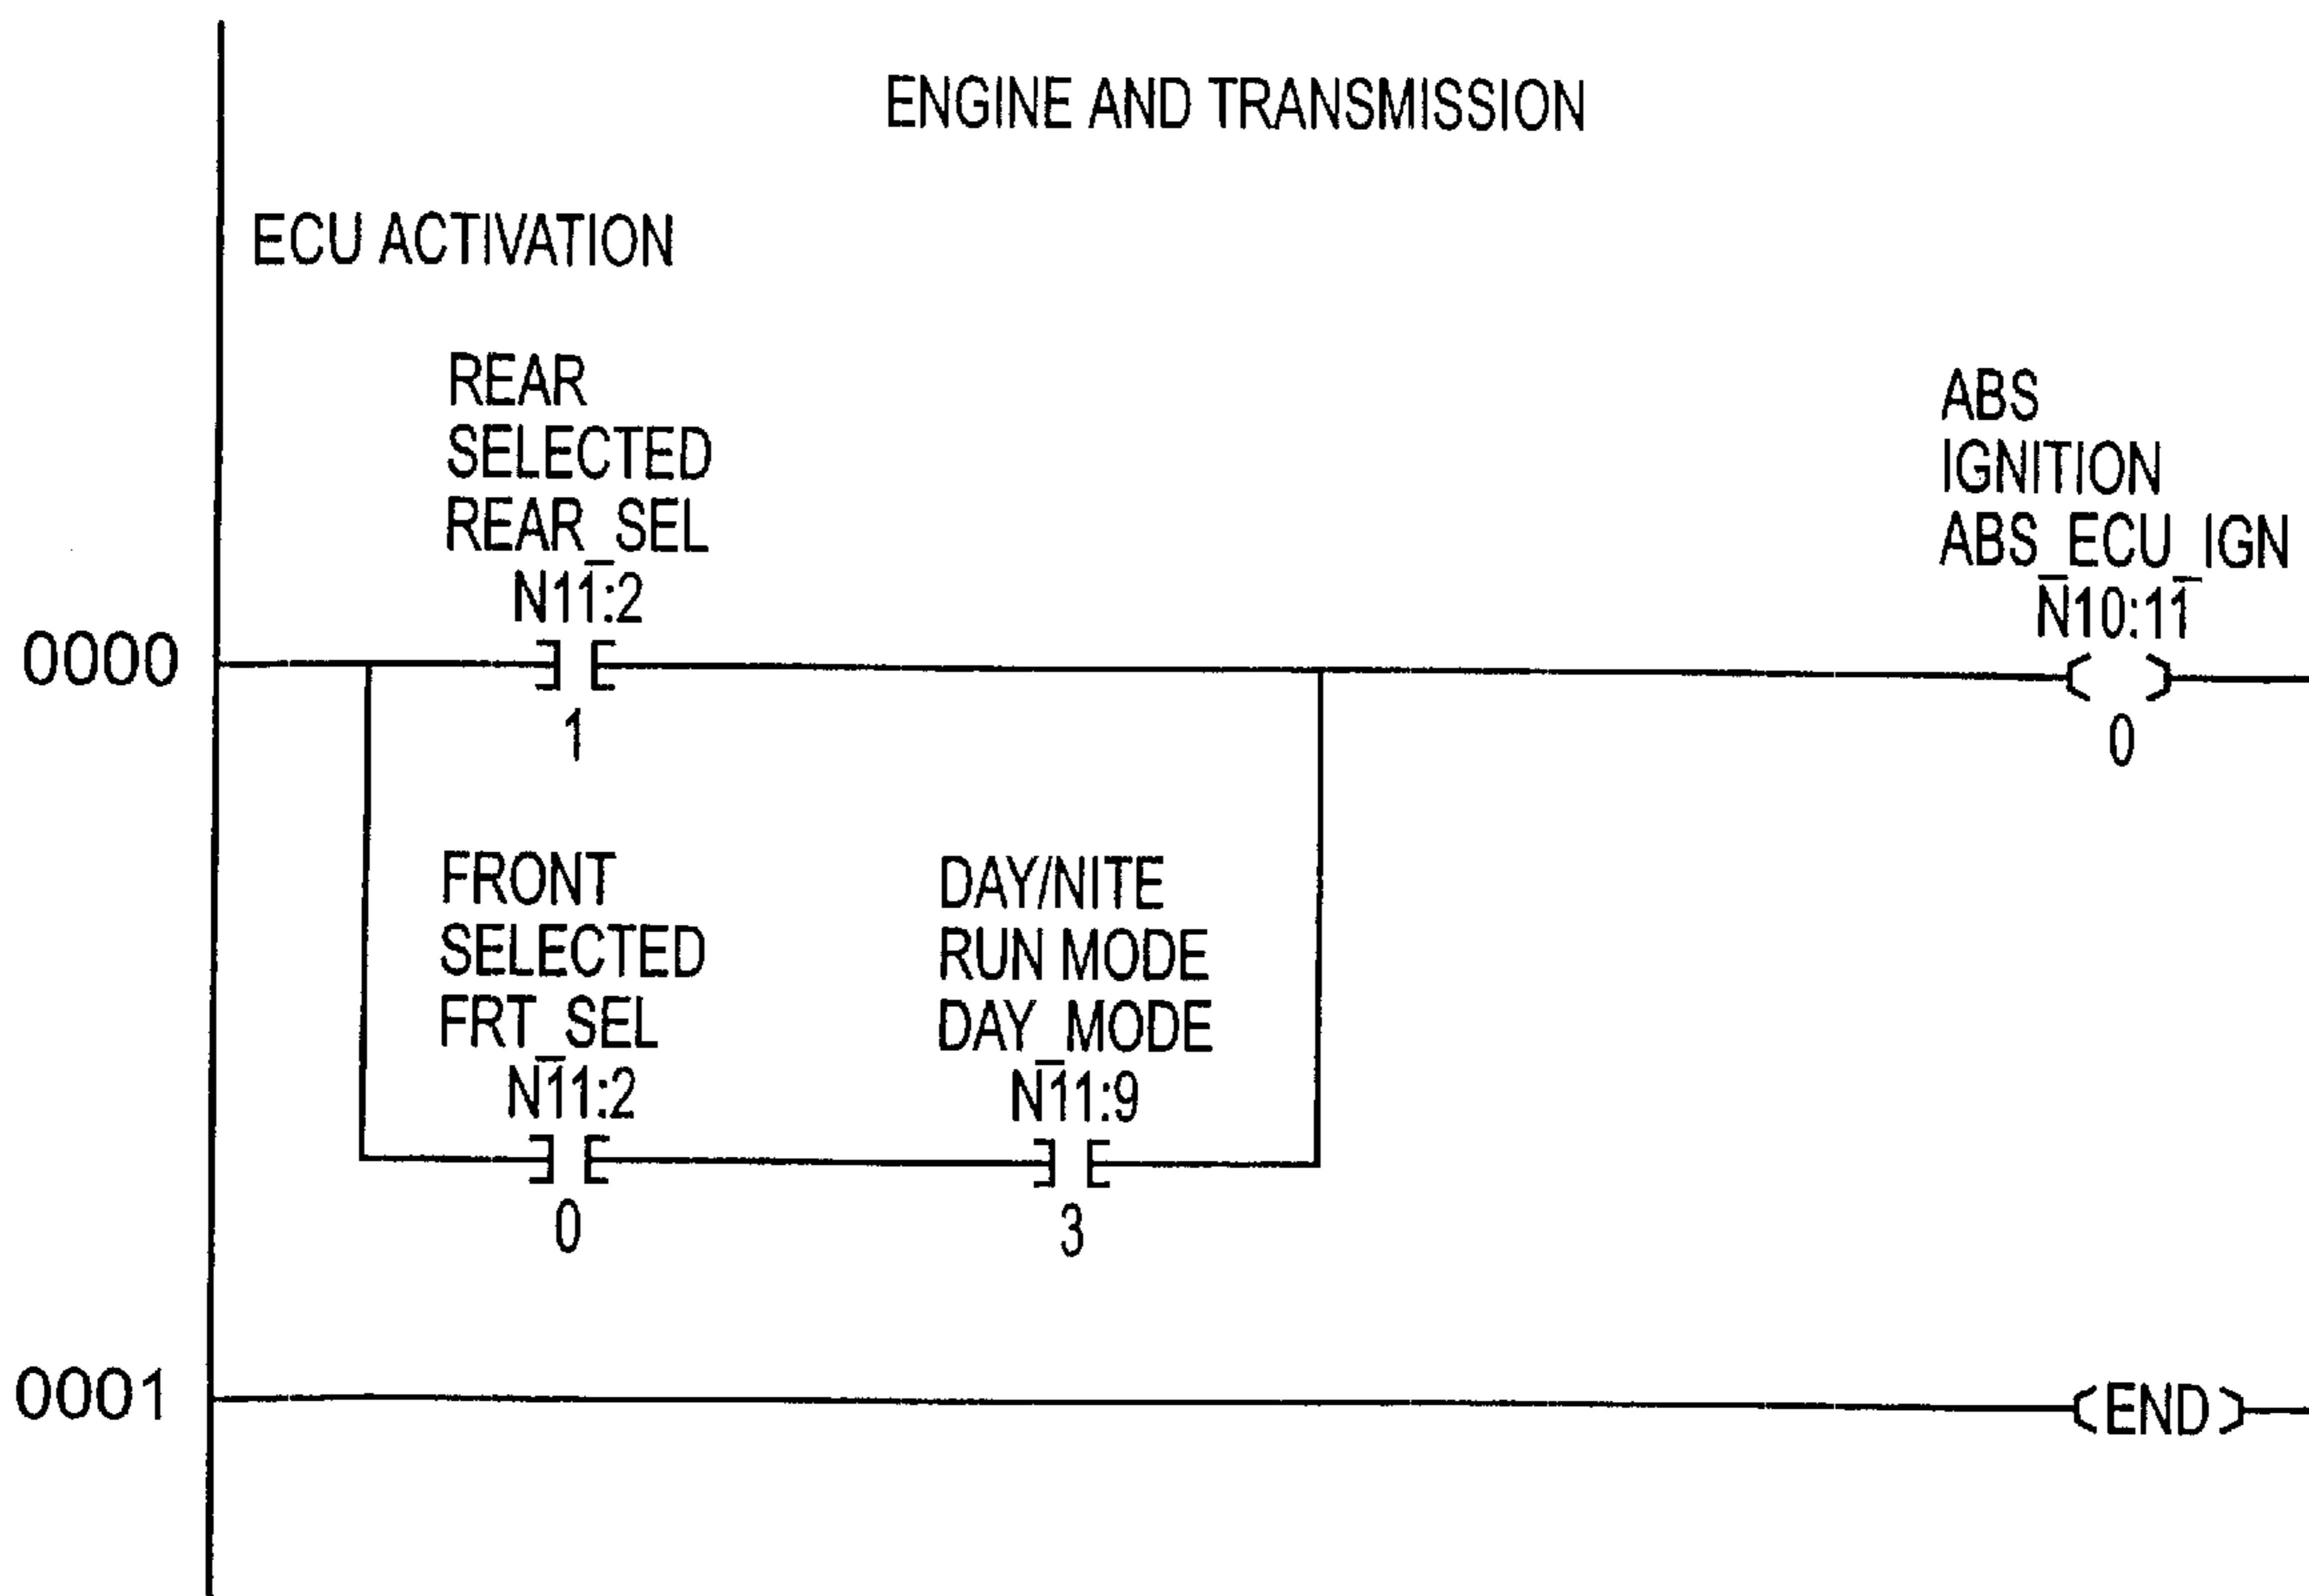 ENGINE AND TRANSMISSION
ECU ACTIVATION
REAR
SELECTED
REAR_SEL
N11:2
1
ABS
IGNITION
ABS_ECU_IGN
N10:11
0
0000
FRONT
SELECTED
FRT_SEL
N11:2
0
DAY/NITE
RUN MODE
DAY_MODE
N11:9
3
0001
END